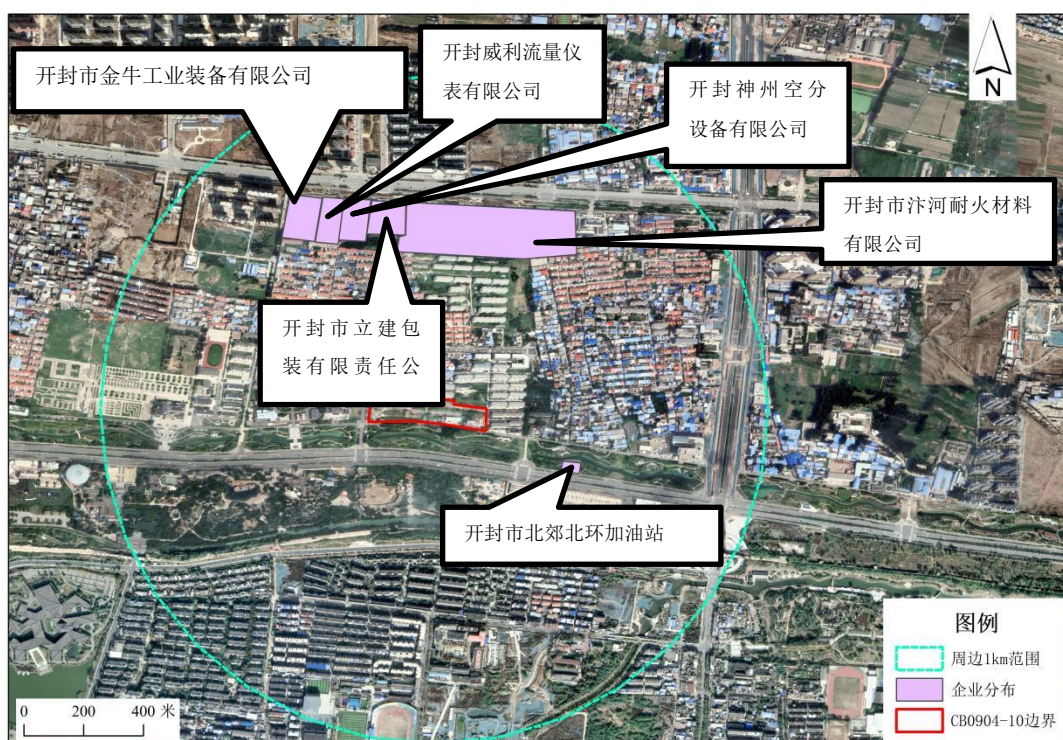 开封市金牛工业装备有限公司
开封威利流量仪
表有限公司
开封神州空分
设备有限公司
N
开封市汴河耐火材料
有限公司
开封市立建包
装有限责任公
开封市北郊北环加油站
图例
周边1km范围
企业分布
CB0904-10边界
0 200 400 米